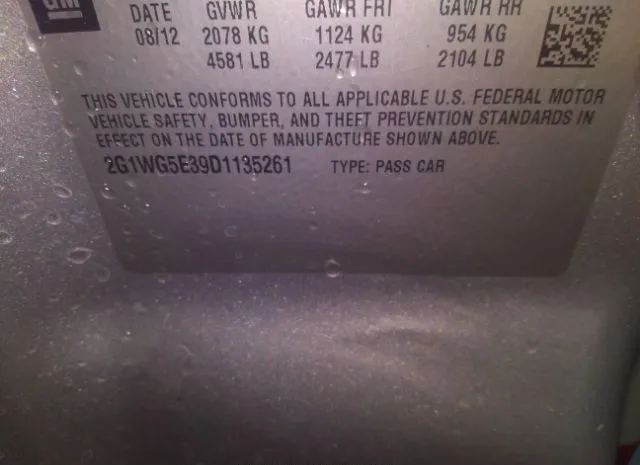 GM
DATE GVWR GAWR FRT GAWR RR
08/12 2078 KG 1124 KG 954 KG
4581 LB 2477 LB 2104 LB
THIS VEHICLE CONFORMS TO ALL APPLICABLE U.S. FEDERAL MOTOR
VEHICLE SAFETY, BUMPER, AND THEFT PREVENTION STANDARDS IN
EFFECT ON THE DATE OF MANUFACTURE SHOWN ABOVE.
2G1WG5E39D1135261 TYPE: PASS CAR